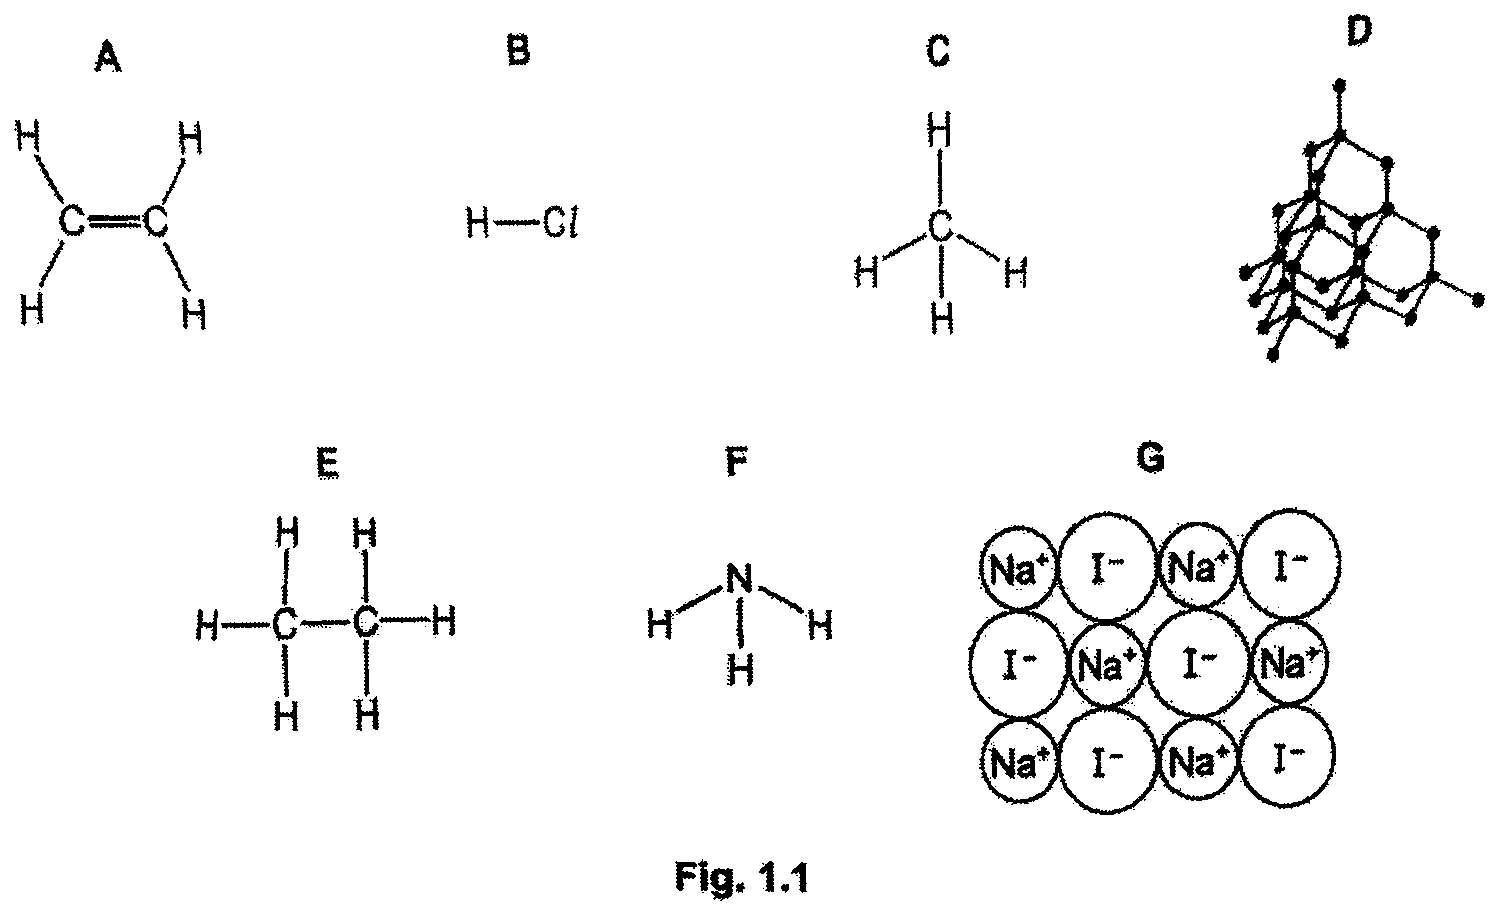 A B C D
H H H
C C H Cl C
H H
H H H
E F G
H H N Na⁺ I⁻ Na⁺ I⁻
H C C H H H I⁻ Na⁺ I⁻ Na⁺
H H H Na⁺ I⁻ Na⁺ I⁻
Fig. 1.1